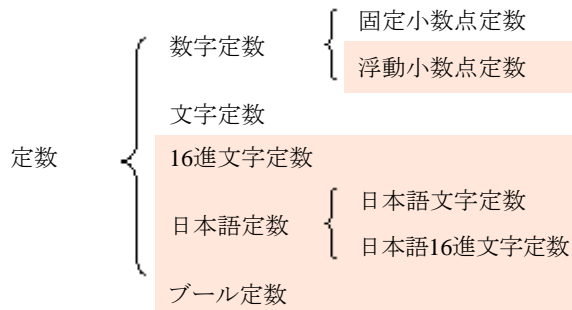 固定小数点定数
数字定数
浮動小数点定数
文字定数
定数
16進文字定数
日本語文字定数
日本語定数
日本語16進文字定数
ブール定数